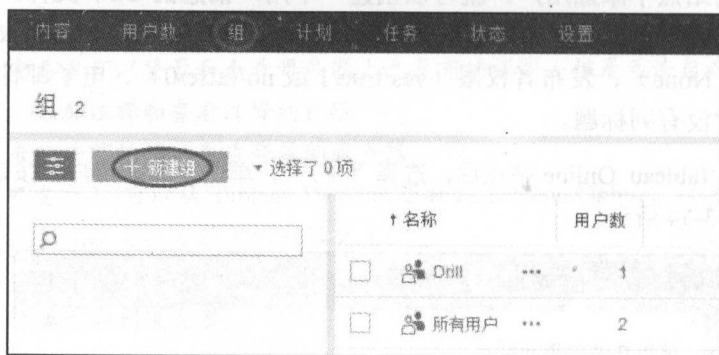 内容 用户数 组 计划 任务 状态 设置
组 2
+ 新建组 选择了 0 项
↑ 名称 用户数
Drill ··· 1
所有用户 ··· 2